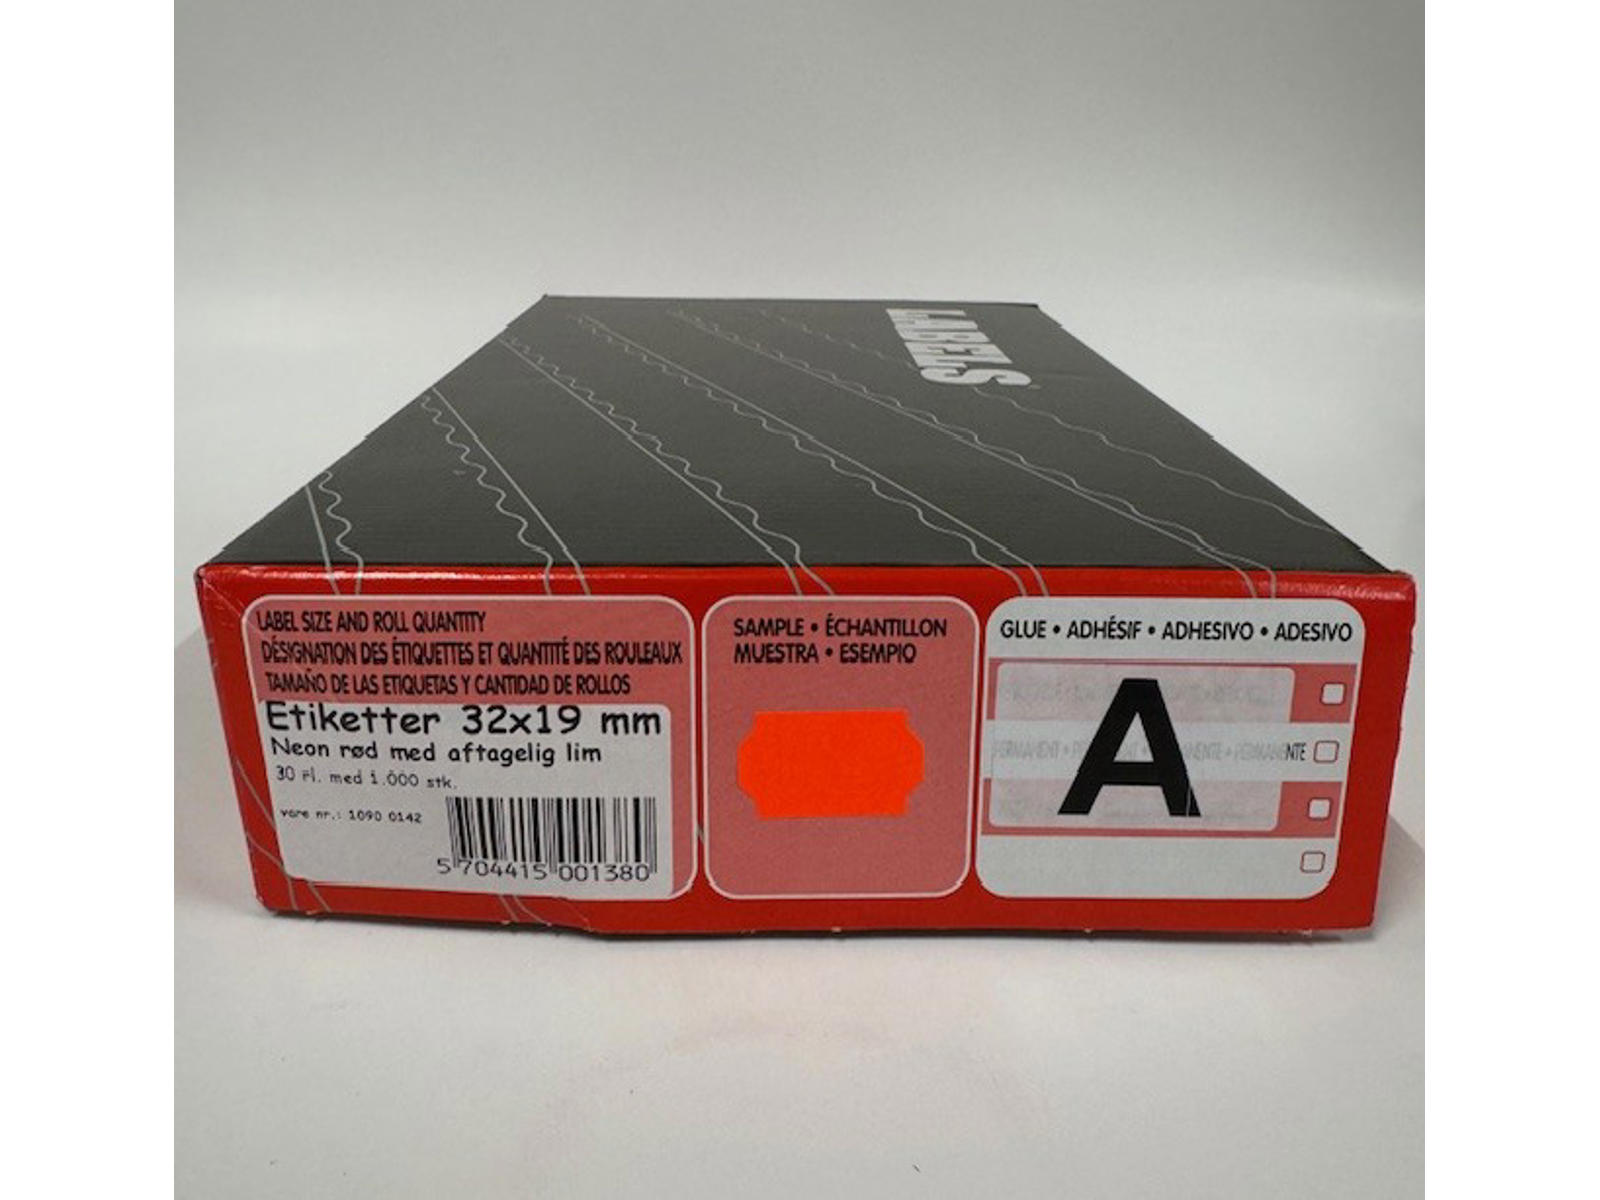 LABELS
LABEL SIZE AND ROLL QUANTITY
DÉSIGNATION DES ÉTIQUETTES ET QUANTITÉ DES ROULEAUX
TAMAÑO DE LAS ETIQUETAS Y CANTIDAD DE ROLLOS
Etiketter 32x19 mm
Neon rød med aftagelig lim
30 rl. med 1.000 stk.
vare nr.: 1090 0142
5 704415 001380
SAMPLE • ÉCHANTILLON
MUESTRA • ESEMPIO
GLUE • ADHÉSIF • ADHESIVO • ADESIVO
A
PERMANENTE